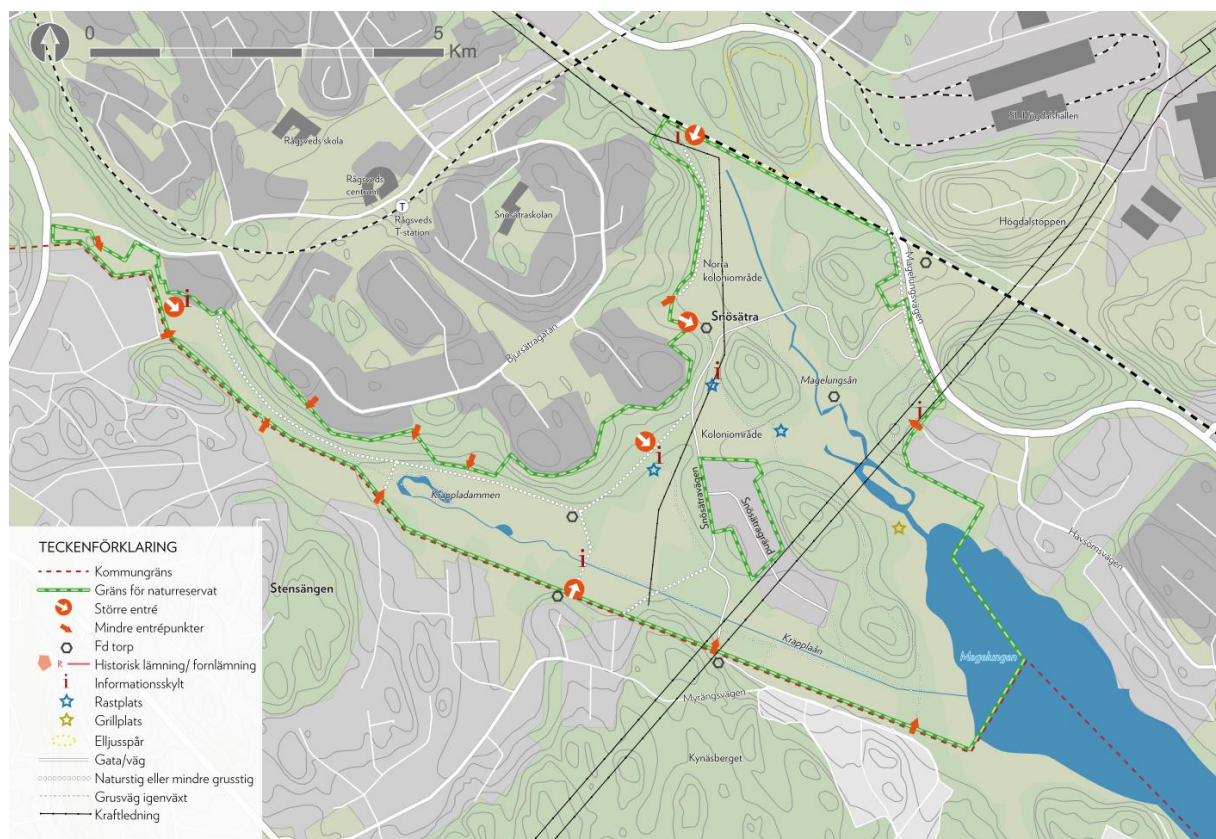 0
5
Km
Rågsveds skola
Rågsveds
centrum
T
Rågsveds
T-station
Snösätraskolan
SL Högdalshallen
Högdalstoppen
i
Norra
koloniområde
Magelungsvägen
i
Snösätra
Bjursätragatan
i
Magelungsån
i
Koloniområde
i
Krappladammen
Snösätravägen
Snösätragränd
Havsörnsvägen
i
Stensängen
Krapplaån
Magelungen
Myrängsvägen
Kynäsberget
TECKENFÖRKLARING
Kommungräns
Gräns för naturreservat
Större entré
Mindre entrépunkter
Fd torp
R Historisk lämning/ fornlämning
i Informationsskylt
Rastplats
Grillplats
Elljusspår
Gata/väg
Naturstig eller mindre grusstig
Grusväg igenväxt
Kraftledning